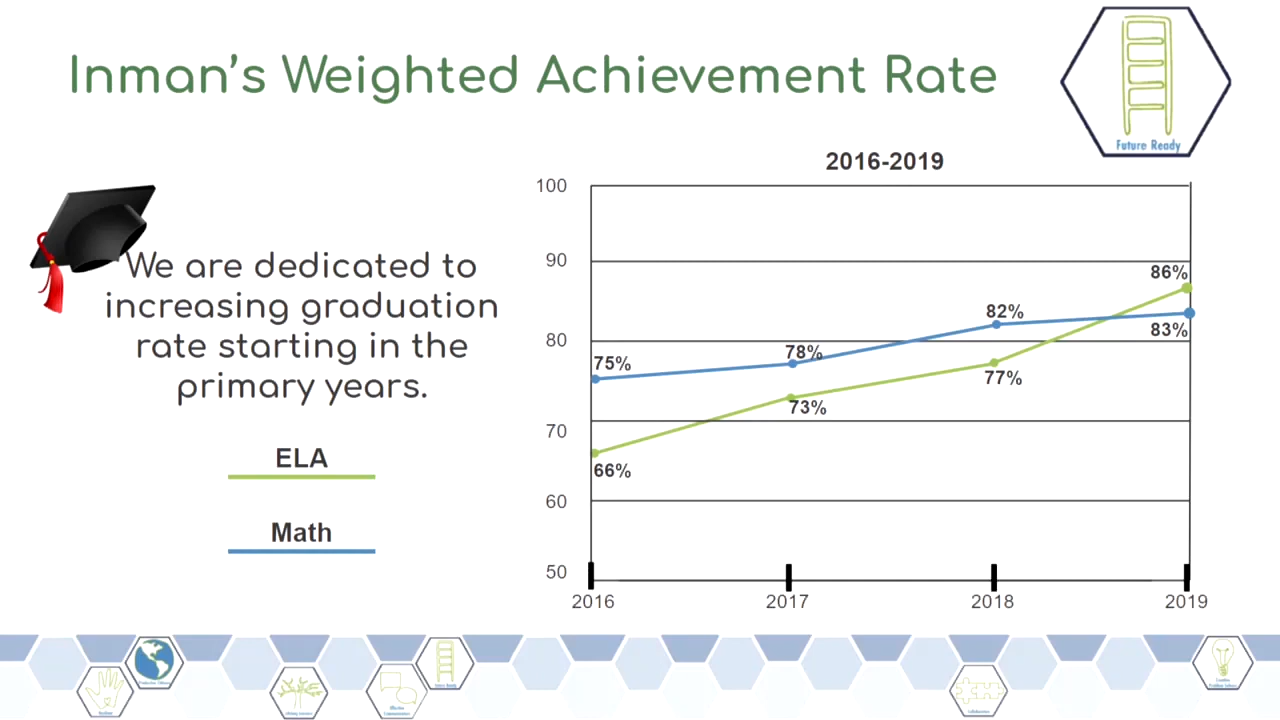 Inman's Weighted Achievement Rate
Future Ready
We are dedicated to
increasing graduation
rate starting in the
primary years.
ELA
Math
2016-2019
100
90
80
70
60
50
75%
78%
82%
83%
66%
73%
77%
86%
2016
2017
2018
2019
Future Ready